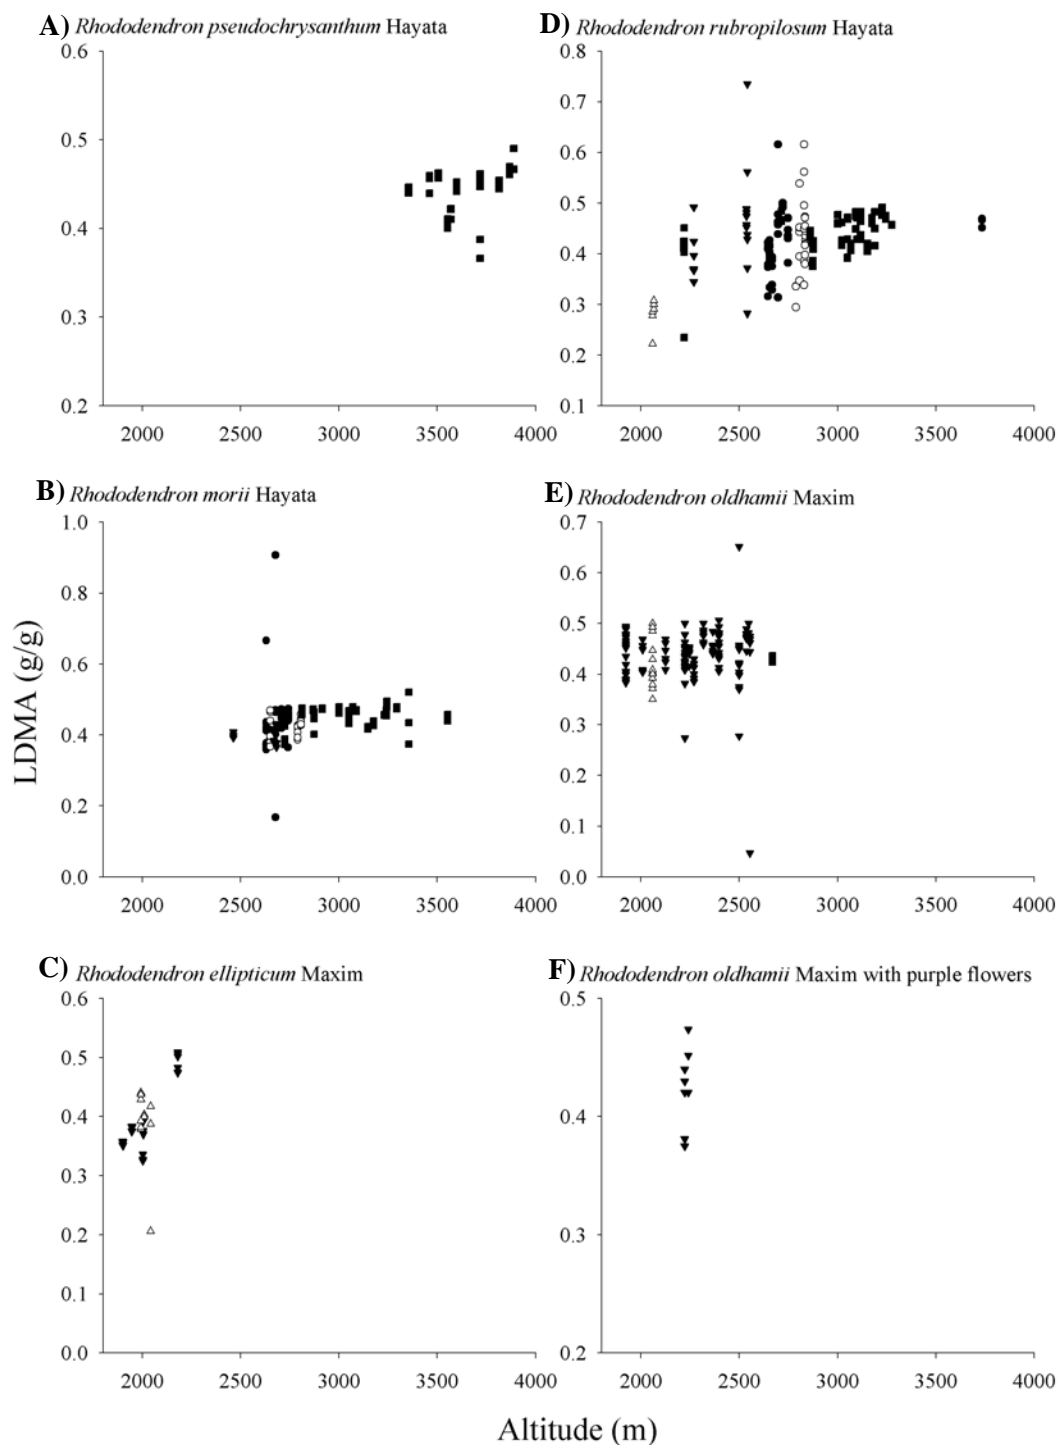 A) Rhododendron pseudochrysanthum Hayata
0.6
0.5
0.4
0.3
0.2
2000 2500 3000 3500 4000
D) Rhododendron rubropilosum Hayata
0.8
0.7
0.6
0.5
0.4
0.3
0.2
0.1
2000 2500 3000 3500 4000
B) Rhododendron morii Hayata
1.0
0.8
0.6
0.4
0.2
0.0
2000 2500 3000 3500 4000
E) Rhododendron oldhamii Maxim
0.7
0.6
0.5
0.4
0.3
0.2
0.1
0.0
2000 2500 3000 3500 4000
LDMA (g/g)
C) Rhododendron ellipticum Maxim
0.6
0.5
0.4
0.3
0.2
0.1
0.0
2000 2500 3000 3500 4000
F) Rhododendron oldhamii Maxim with purple flowers
0.5
0.4
0.3
0.2
2000 2500 3000 3500 4000
Altitude (m)